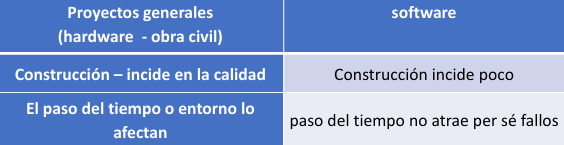 Proyectos generales
(hardware - obra civil)
software
Construcción – incide en la calidad
Construcción incide poco
El paso del tiempo o entorno lo
afectan
paso del tiempo no atrae per sé fallos